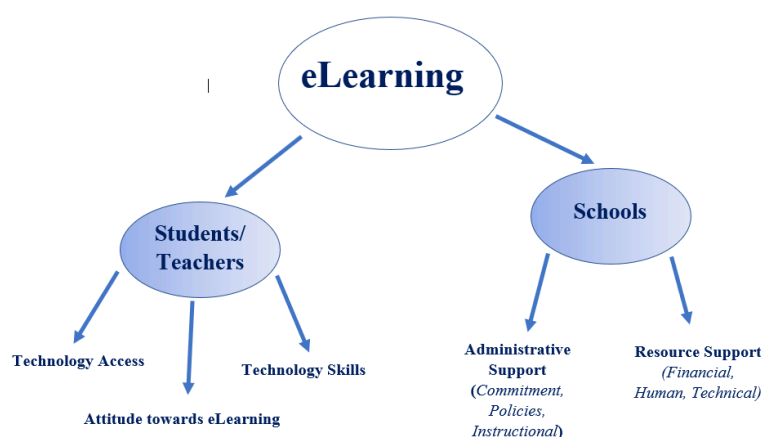 eLearning
Students/
Teachers
Schools
Technology Access
Attitude towards eLearning
Technology Skills
Administrative
Support
(Commitment,
Policies,
Instructional)
Resource Support
(Financial,
Human, Technical)